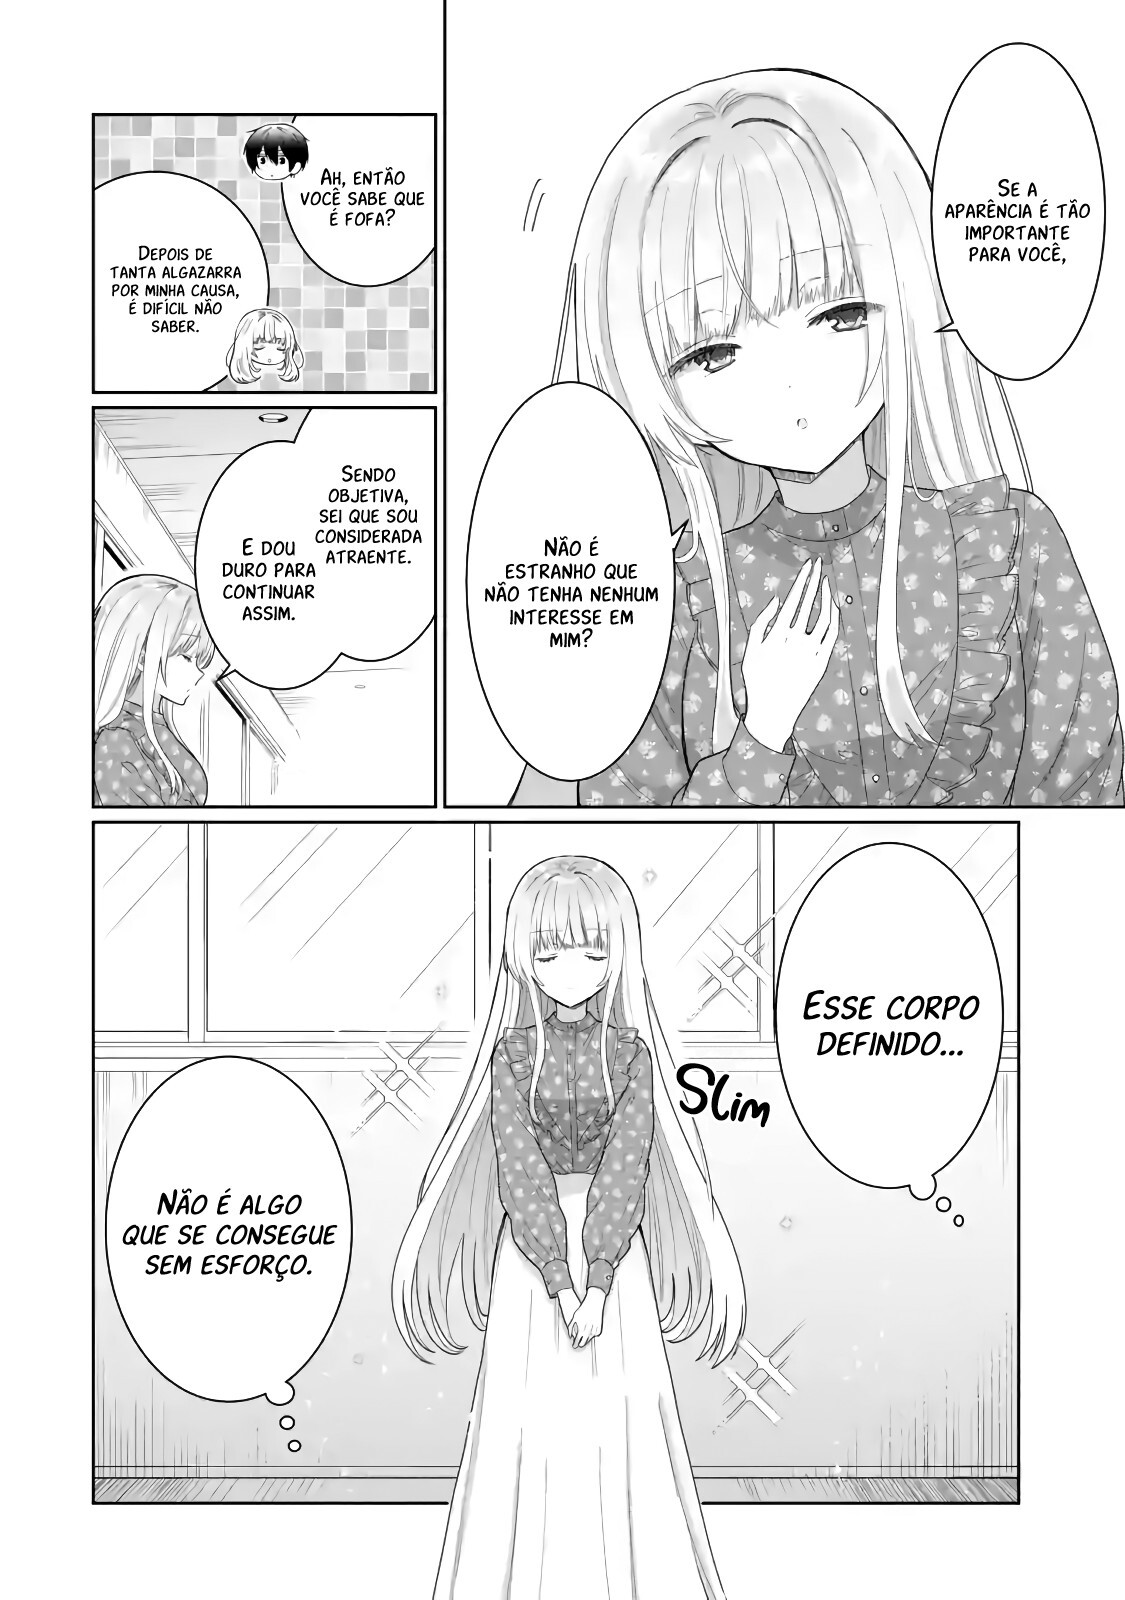 SE A
APARÊNCIA É TÃO
IMPORTANTE
PARA VOCÊ,
NÃO É
ESTRANHO QUE
NÃO TENHA NENHUM
INTERESSE EM
MIM?
AH, ENTÃO
VOCÊ SABE QUE
É FOFA?
DEPOIS DE
TANTA ALGAZARRA
POR MINHA CAUSA,
É DIFÍCIL NÃO
SABER.
SENDO
OBJETIVA,
SEI QUE SOU
CONSIDERADA
ATRAENTE.
E DOU
DURO PARA
CONTINUAR
ASSIM.
ESSE CORPO
DEFINIDO...
Slim
NÃO É ALGO
QUE SE CONSEGUE
SEM ESFORÇO.